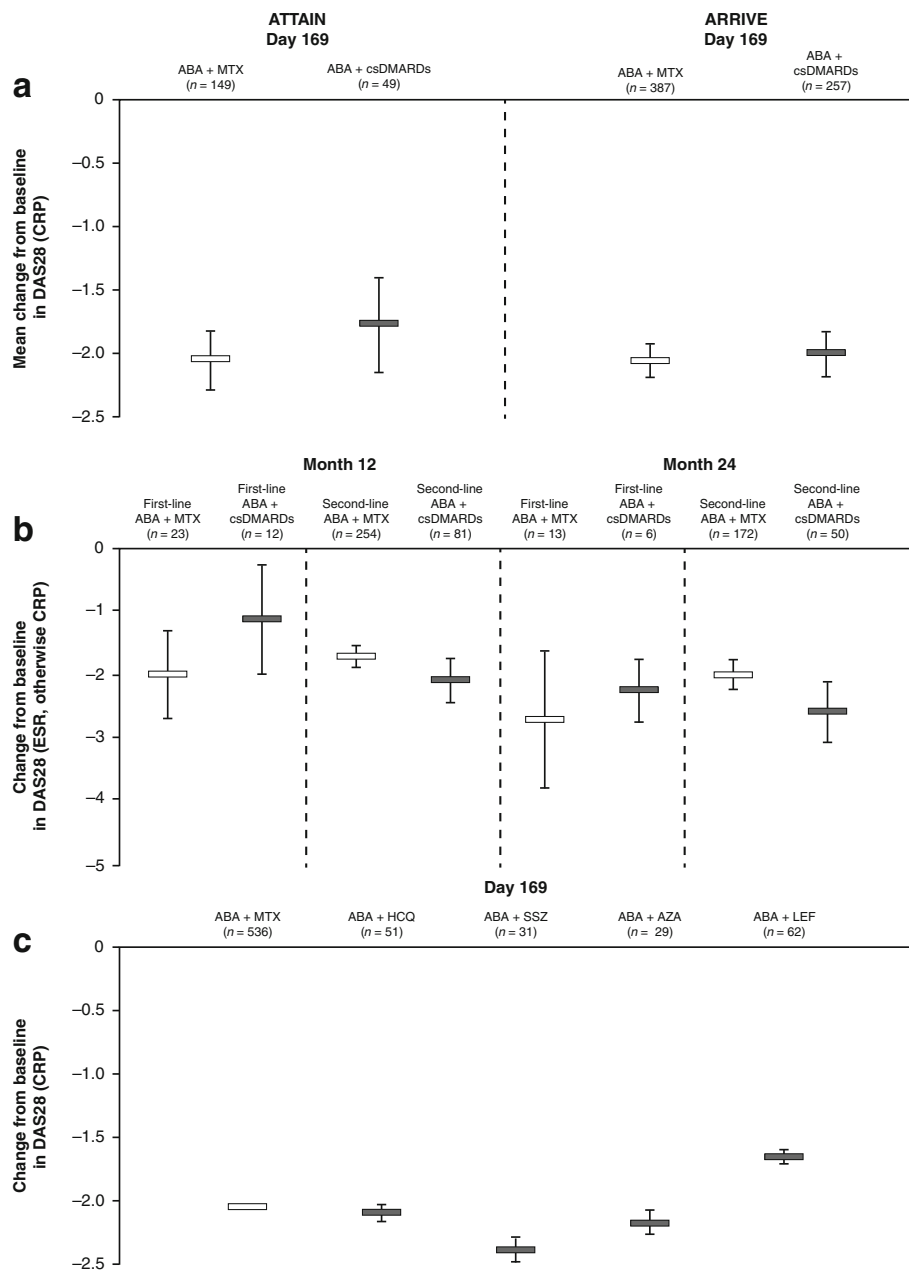 ATTAIN
Day 169
ARRIVE
Day 169
a
ABA + MTX
(n = 149)
ABA + csDMARDs
(n = 49)
ABA + MTX
(n = 387)
ABA +
csDMARDs
(n = 257)
Mean change from baseline
in DAS28 (CRP)
0
–0.5
–1.0
–1.5
–2.0
–2.5
Month 12
Month 24
b
First-line
ABA + MTX
(n = 23)
First-line
ABA +
csDMARDs
(n = 12)
Second-line
ABA + MTX
(n = 254)
Second-line
ABA +
csDMARDs
(n = 81)
First-line
ABA + MTX
(n = 13)
First-line
ABA +
csDMARDs
(n = 6)
Second-line
ABA + MTX
(n = 172)
Second-line
ABA +
csDMARDs
(n = 50)
Change from baseline
in DAS28 (ESR, otherwise CRP)
0
–1
–2
–3
–4
–5
Day 169
c
ABA + MTX
(n = 536)
ABA + HCQ
(n = 51)
ABA + SSZ
(n = 31)
ABA + AZA
(n = 29)
ABA + LEF
(n = 62)
Change from baseline
in DAS28 (CRP)
0
–0.5
–1.0
–1.5
–2.0
–2.5